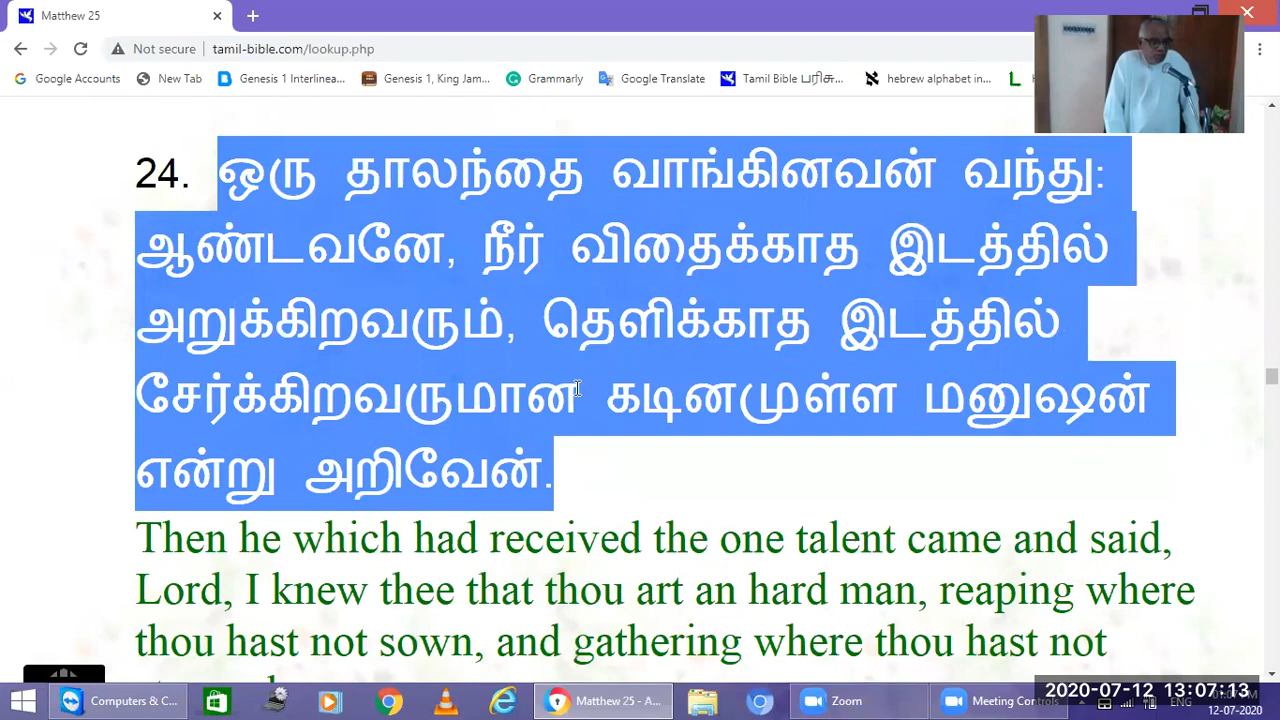 Matthew 25
Not secure
tamil-bible.com/lookup.php
Google Accounts
New Tab
Genesis 1 Interlinea...
Genesis 1, King Jam...
Grammarly
Google Translate
Tamil Bible பரிசு...
hebrew alphabet in...
24. ஒரு தாலந்தை வாங்கினவன் வந்து:
ஆண்டவனே, நீர் விதைக்காத இடத்தில்
அறுக்கிறவரும், தெளிக்காத இடத்தில்
சேர்க்கிறவருமான கடினமுள்ள மனுஷன்
என்று அறிவேன்.
Then he which had received the one talent came and said,
Lord, I knew thee that thou art an hard man, reaping where
thou hast not sown, and gathering where thou hast not
Computers & C...
Matthew 25 - A...
Zoom
Meeting Controls
ENG
2020-07-12 13:07:13
12-07-2020